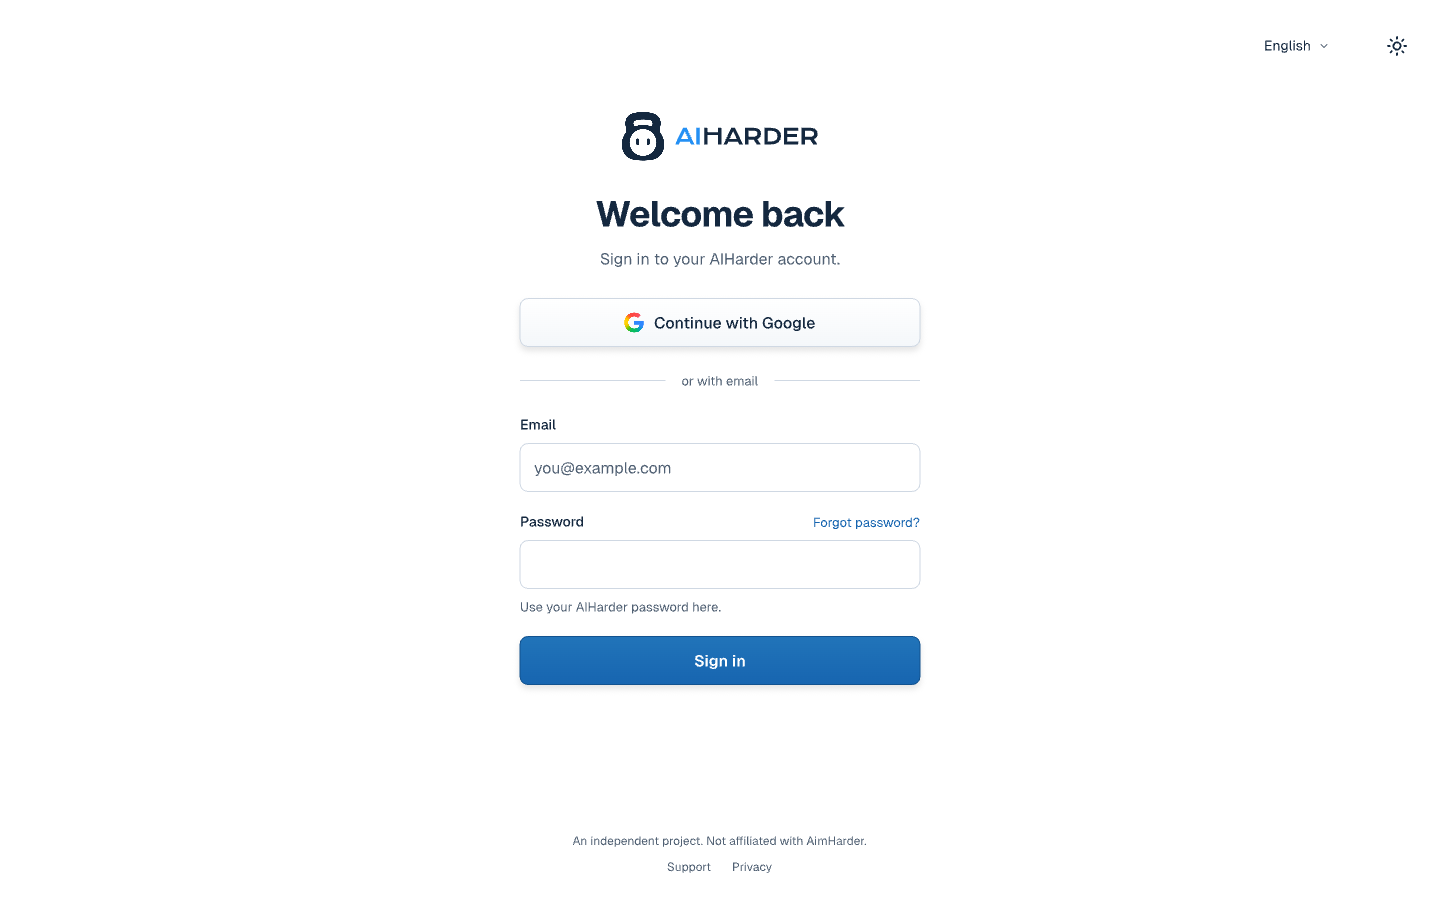 English
AIHARDER
Welcome back
Sign in to your AIHarder account.
Continue with Google
or with email
Email
you@example.com
Password
Forgot password?
Use your AIHarder password here.
Sign in
An independent project. Not affiliated with AimHarder.
Support
Privacy